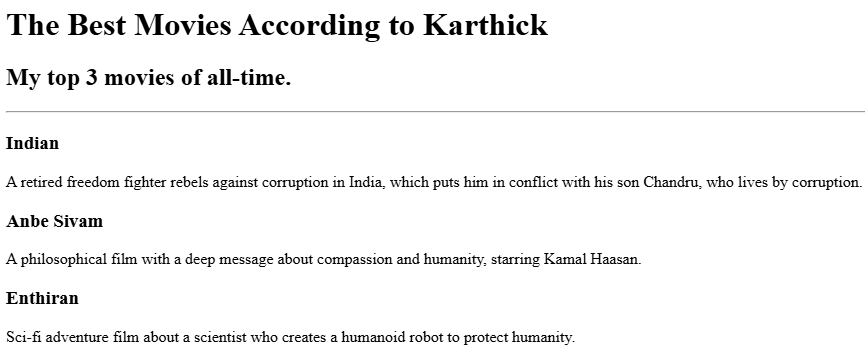 The Best Movies According to Karthick
My top 3 movies of all-time.
Indian
A retired freedom fighter rebels against corruption in India, which puts him in conflict with his son Chandru, who lives by corruption.
Anbe Sivam
A philosophical film with a deep message about compassion and humanity, starring Kamal Haasan.
Enthiran
Sci-fi adventure film about a scientist who creates a humanoid robot to protect humanity.